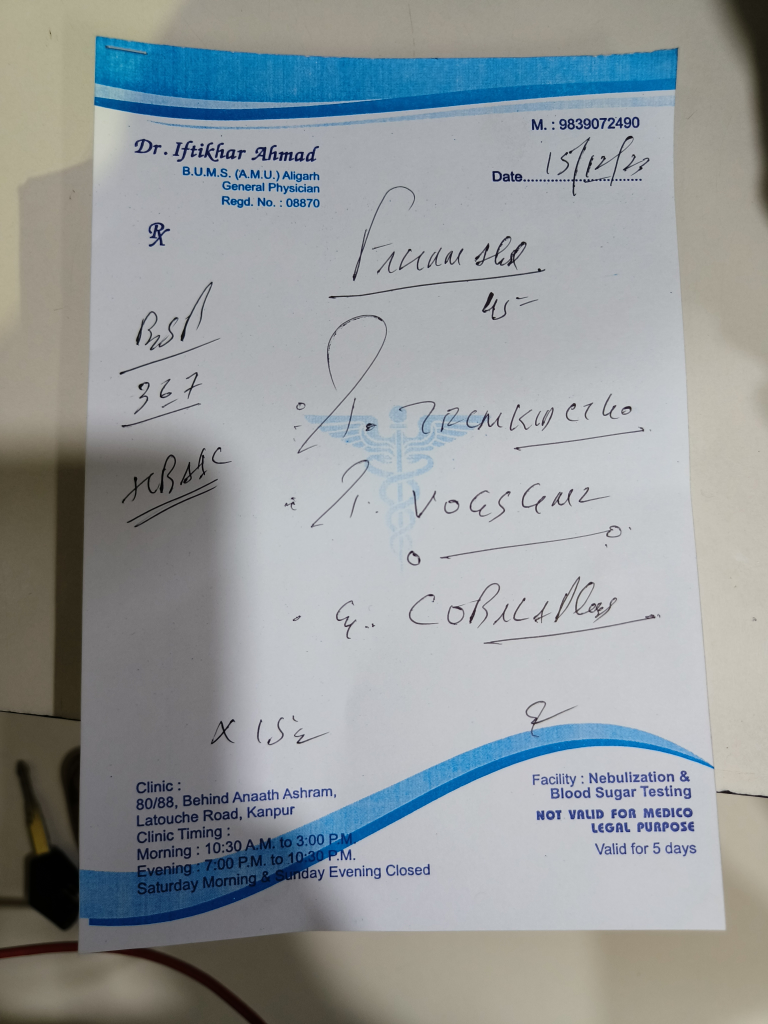 M. : 9839072490
Dr. Iftikhar Ahmad
B.U.M.S. (A.M.U.) Aligarh
General Physician
Regd. No. : 08870
Date 15/12/23
Rx
367
HBA1C
COBILAPlus
x 15
Clinic :
80/88, Behind Anaath Ashram,
Latouche Road, Kanpur
Clinic Timing :
Morning : 10:30 A.M. to 3:00 P.M.
Evening : 7:00 P.M. to 10:30 P.M.
Saturday Morning & Sunday Evening Closed
Facility : Nebulization &
Blood Sugar Testing
NOT VALID FOR MEDICO
LEGAL PURPOSE
Valid for 5 days